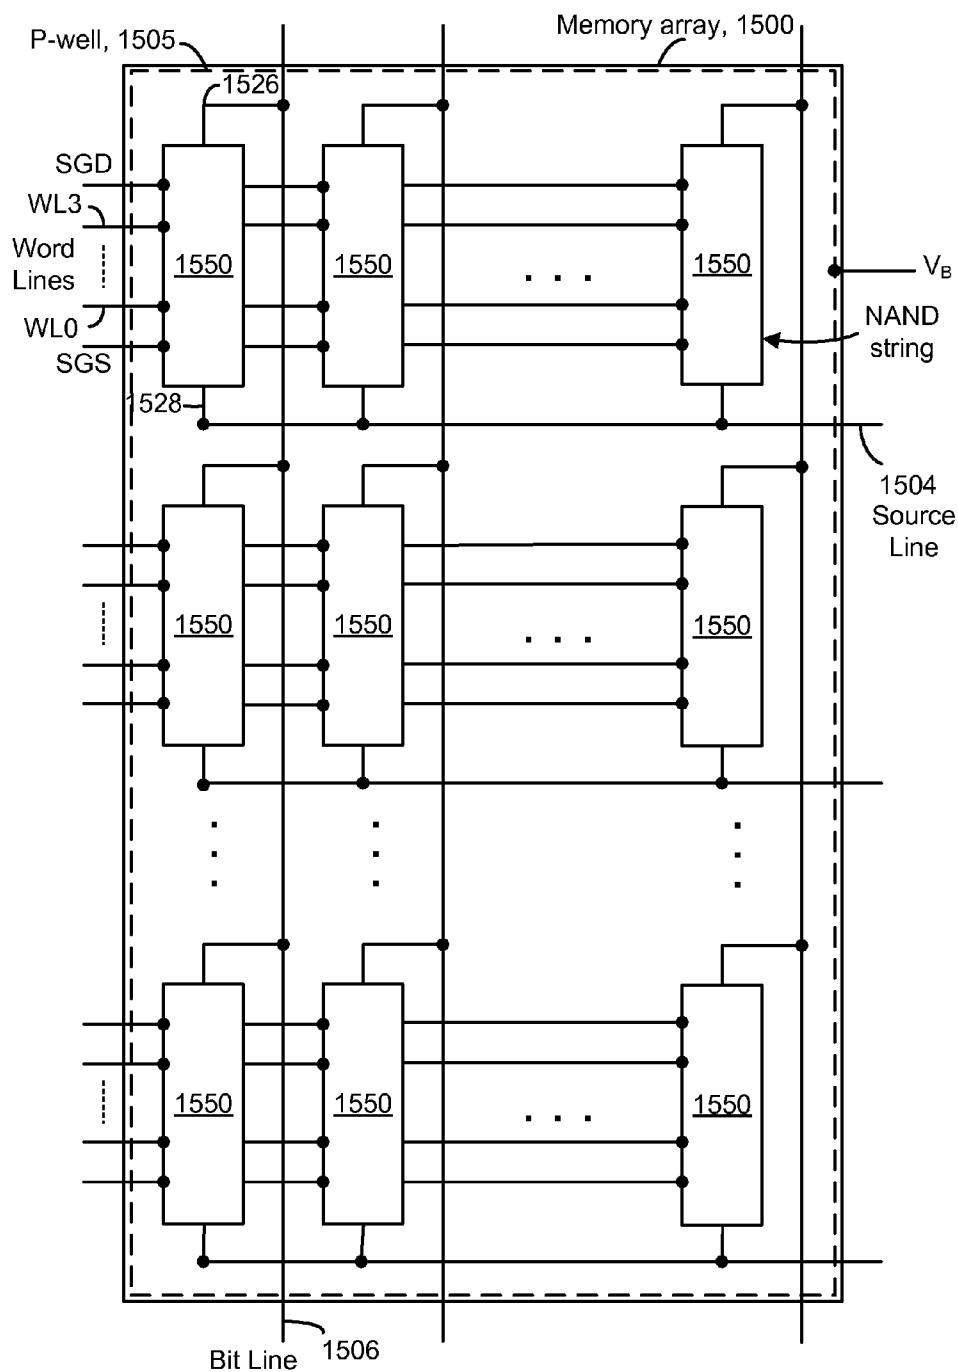 P-well, 1505
Memory array, 1500
1526
SGD
WL3
Word
Lines
WL0
SGS
1550
1550
1550
. . .
V_B
NAND
string
1528
1504
Source
Line
1550
1550
1550
. . .
1550
1550
1550
. . .
1506
Bit Line